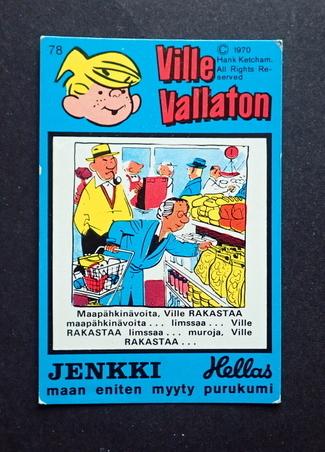 78
Ville
Vallaton
© 1970
Hank Ketcham.
All Rights Re-
served
Maapähkinävoita, Ville RAKASTAA
maapähkinävoita... limssaa... Ville
RAKASTAA limssaa... muroja, Ville
RAKASTAA...
JENKKI Hellas
maan eniten myyty purukumi